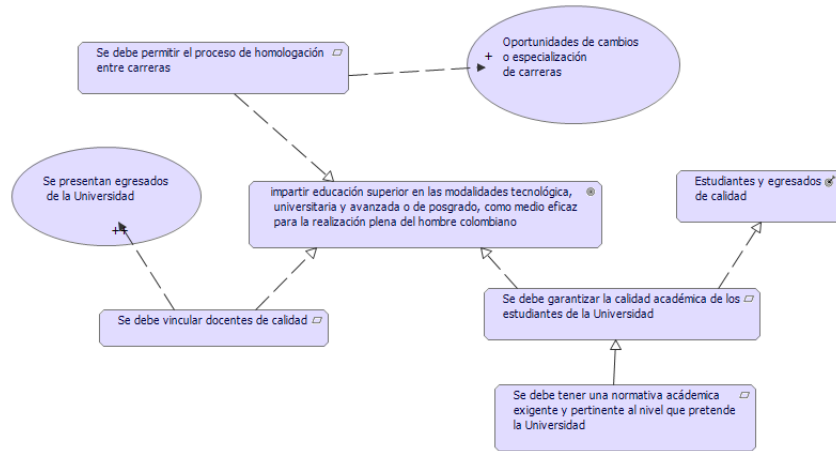 Se debe permitir el proceso de homologación
entre carreras
Oportunidades de cambios
o especialización
de carreras
+
Se presentan egresados
de la Universidad
++
impartir educación superior en las modalidades tecnológica,
universitaria y avanzada o de posgrado, como medio eficaz
para la realización plena del hombre colombiano
Estudiantes y egresados
de calidad
Se debe vincular docentes de calidad
Se debe garantizar la calidad académica de los
estudiantes de la Universidad
Se debe tener una normativa acádemica
exigente y pertinente al nivel que pretende
la Universidad